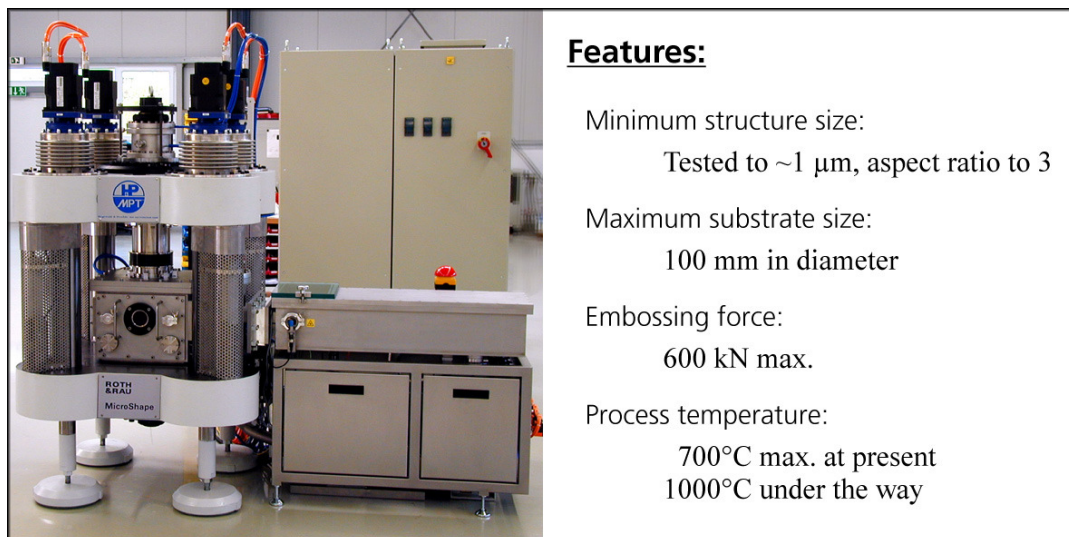 HP
MPT
ROTH
&RAU
MicroShape
Features:
Minimum structure size:
Tested to ~1 µm, aspect ratio to 3
Maximum substrate size:
100 mm in diameter
Embossing force:
600 kN max.
Process temperature:
700°C max. at present
1000°C under the way